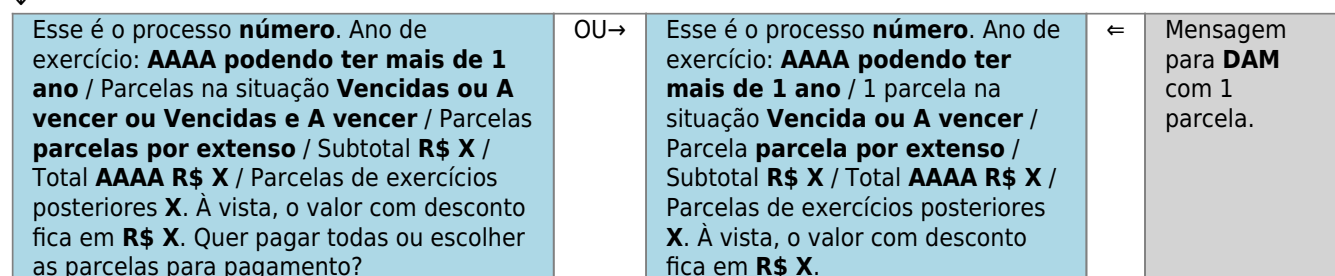 Esse é o processo número. Ano de
exercício: AAAA podendo ter mais de 1
ano / Parcelas na situação Vencidas ou A
vencer ou Vencidas e A vencer / Parcelas
parcelas por extenso / Subtotal R$ X /
Total AAAA R$ X / Parcelas de exercícios
posteriores X. À vista, o valor com desconto
fica em R$ X. Quer pagar todas ou escolher
as parcelas para pagamento?
OU→
Esse é o processo número. Ano de
exercício: AAAA podendo ter
mais de 1 ano / 1 parcela na
situação Vencida ou A vencer /
Parcela parcela por extenso /
Subtotal R$ X / Total AAAA R$ X /
Parcelas de exercícios posteriores
X. À vista, o valor com desconto
fica em R$ X.
⇐
Mensagem
para DAM
com 1
parcela.